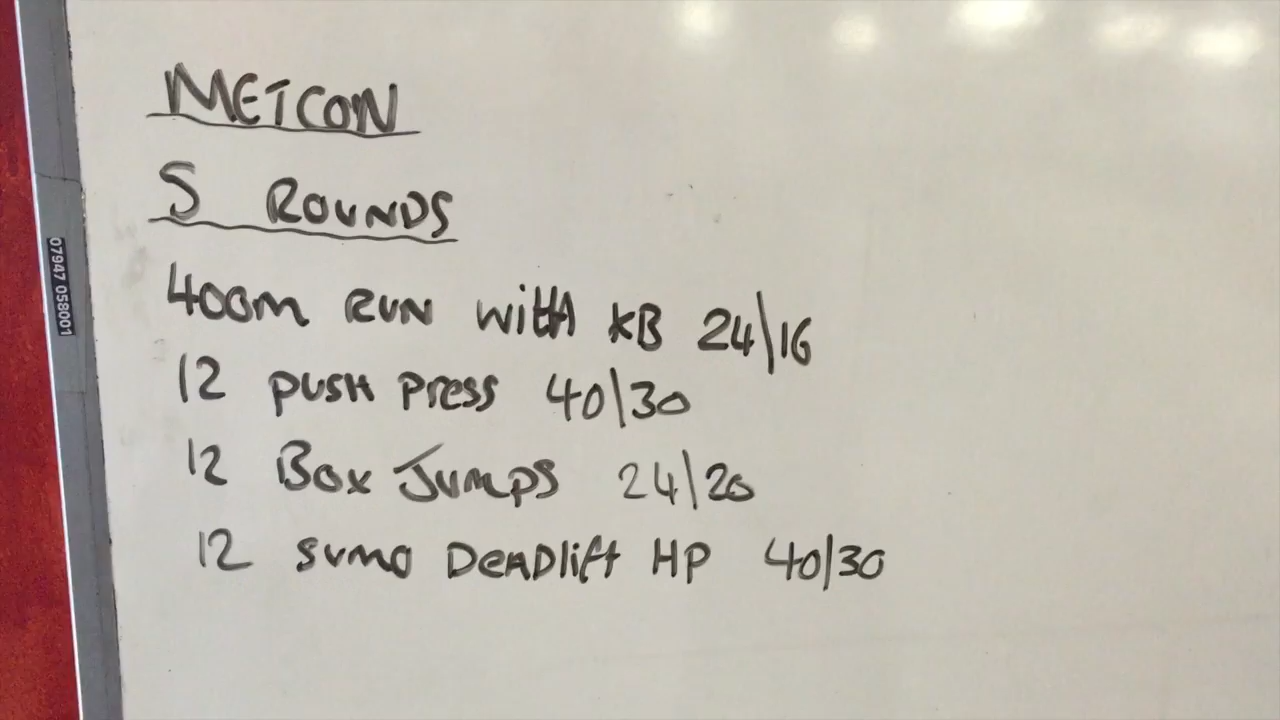 METCON
5 ROUNDS
400m RUN with KB 24\16
12 PUSH Press 40\30
12 Box Jumps 24\20
12 sumo DeADlift HP 40/30
07947 058001